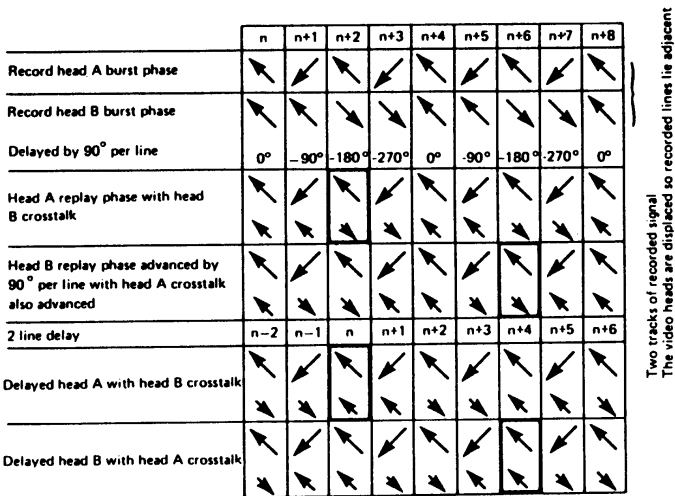 n n+1 n+2 n+3 n+4 n+5 n+6 n+7 n+8
Record head A burst phase
Record head B burst phase
Delayed by 90° per line 0° –90° -180° -270° 0° -90° -180° -270° 0°
Head A replay phase with head
B crosstalk
Head B replay phase advanced by
90° per line with head A crosstalk
also advanced
2 line delay n–2 n–1 n n+1 n+2 n+3 n+4 n+5 n+6
Delayed head A with head B crosstalk
Delayed head B with head A crosstalk
Two tracks of recorded signal
The video heads are displaced so recorded lines lie adjacent